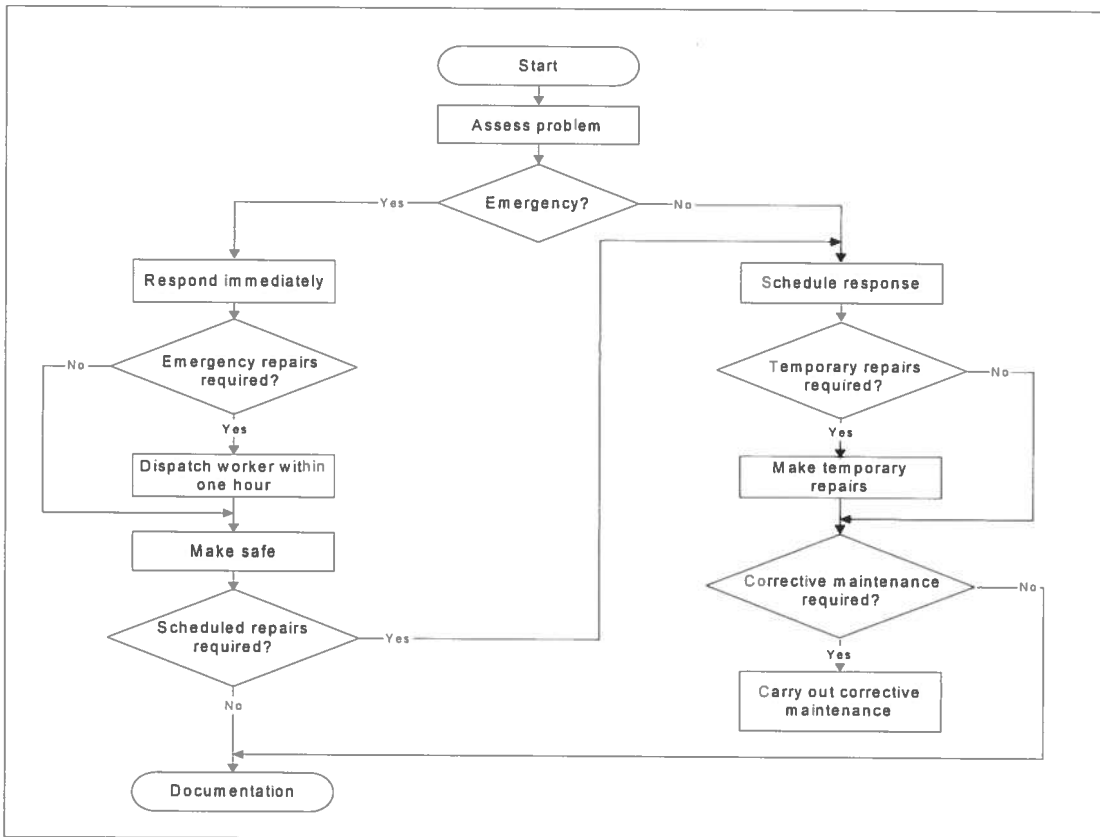 Start
Assess problem
Emergency?
Yes
No
Respond immediately
Schedule response
Emergency repairs
required?
No
Yes
Temporary repairs
required?
No
Yes
Dispatch worker within
one hour
Make temporary
repairs
Make safe
Corrective maintenance
required?
No
Yes
Scheduled repairs
required?
Yes
No
Carry out corrective
maintenance
Documentation